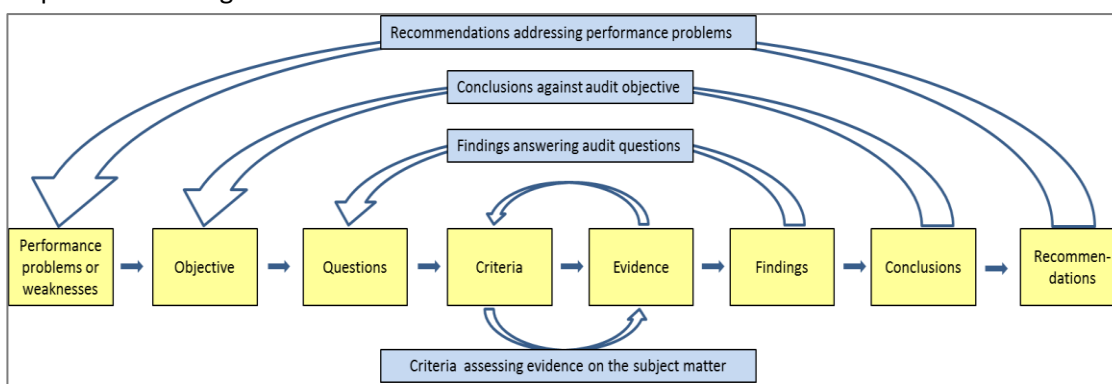 Recommendations addressing performance problems
Conclusions against audit objective
Findings answering audit questions
Performance
problems or
weaknesses
Objective
Questions
Criteria
Evidence
Findings
Conclusions
Recommen-
dations
Criteria assessing evidence on the subject matter